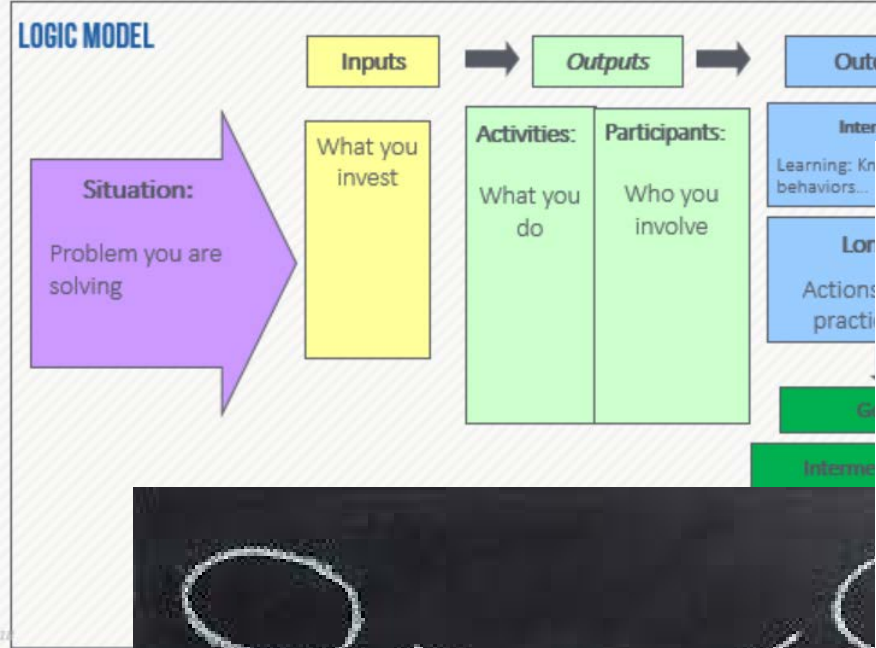 LOGIC MODEL
Inputs
Outputs
Situation:
Problem you are
solving
What you
invest
Activities:
What you
do
Participants:
Who you
involve
Learning:
behaviors...
Actions